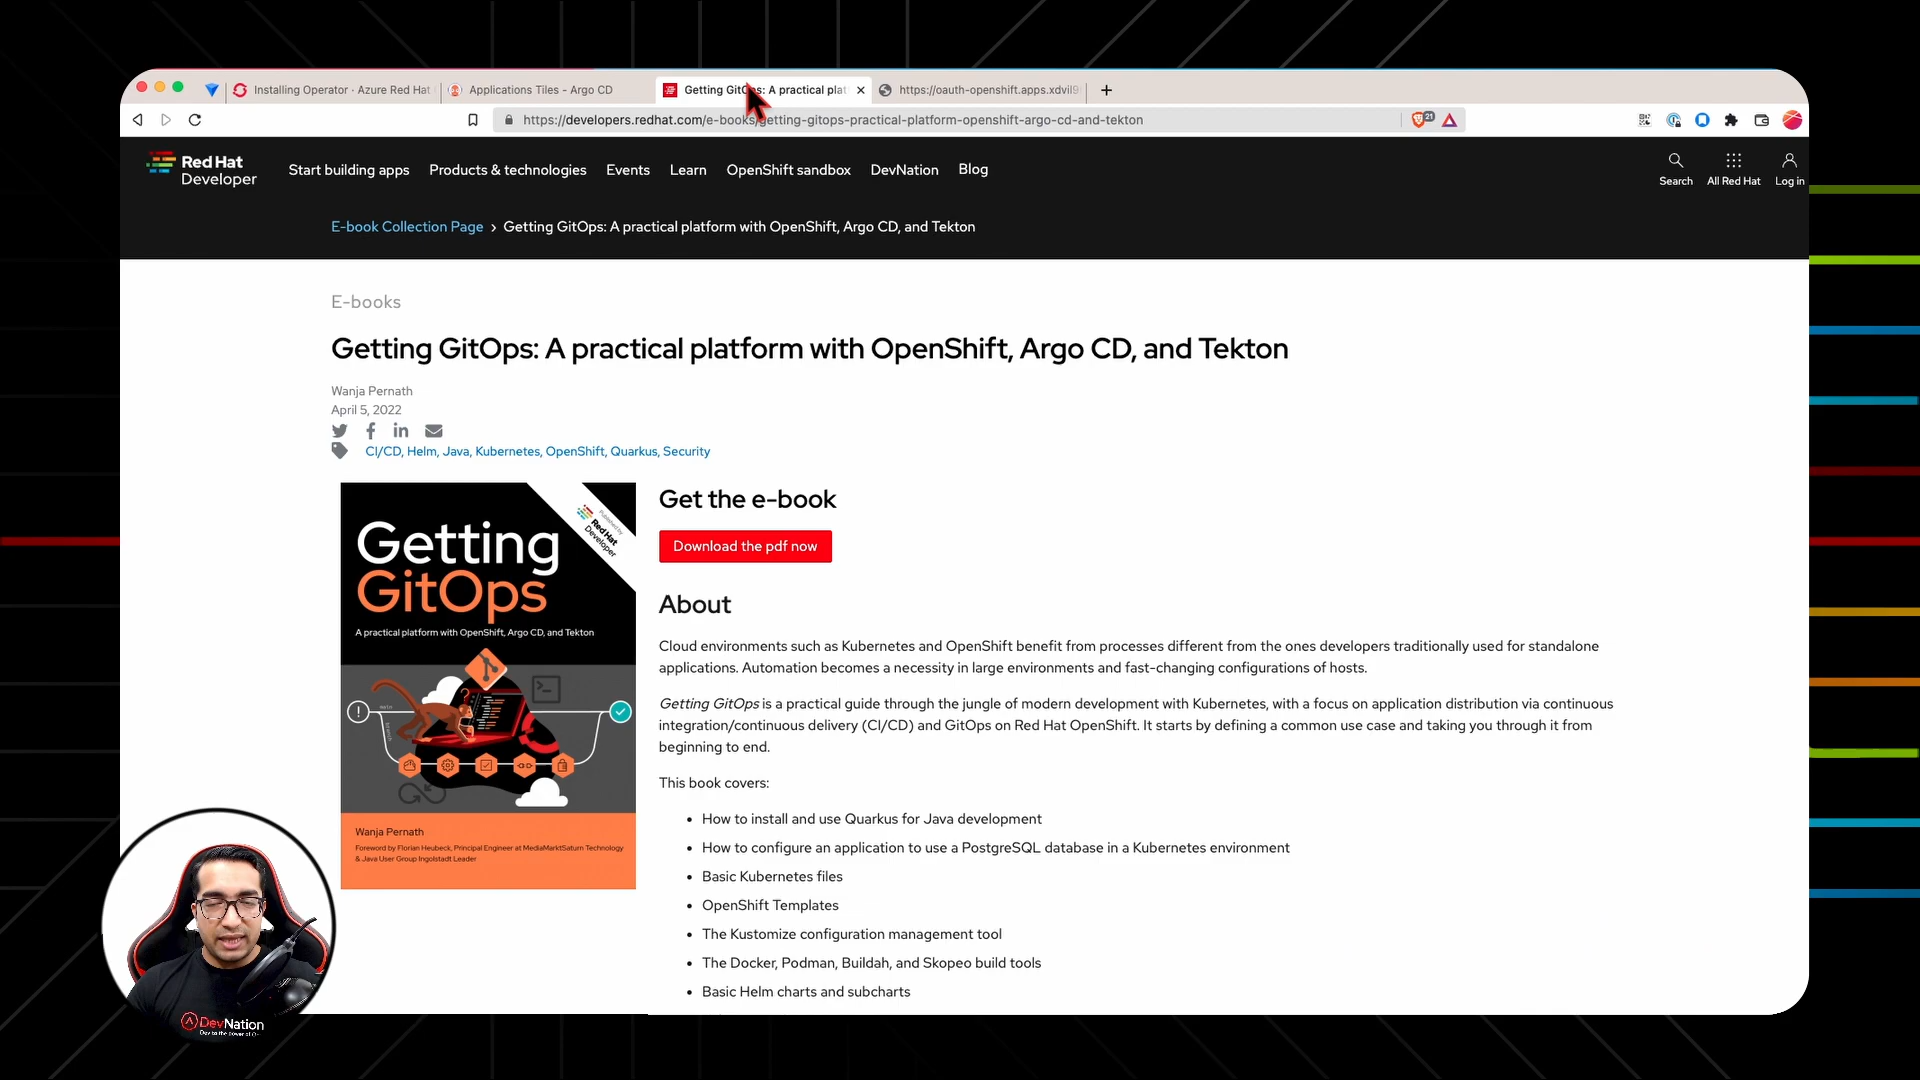 Installing Operator · Azure Red Hat
Applications Tiles - Argo CD
Getting GitOps: A practical plat
https://oauth-openshift.apps.xdvil9
https://developers.redhat.com/e-books/getting-gitops-practical-platform-openshift-argo-cd-and-tekton
21
Red Hat
Developer
Start building apps
Products & technologies
Events
Learn
OpenShift sandbox
DevNation
Blog
Search
All Red Hat
Log in
E-book Collection Page › Getting GitOps: A practical platform with OpenShift, Argo CD, and Tekton
E-books
Getting GitOps: A practical platform with OpenShift, Argo CD, and Tekton
Wanja Pernath
April 5, 2022
CI/CD, Helm, Java, Kubernetes, OpenShift, Quarkus, Security
Published by
Red Hat
Developer
Getting
GitOps
A practical platform with OpenShift, Argo CD, and Tekton
main
branch
Wanja Pernath
Foreword by Florian Heubeck, Principal Engineer at MediaMarktSaturn Technology
& Java User Group Ingolstadt Leader
Get the e-book
Download the pdf now
About
Cloud environments such as Kubernetes and OpenShift benefit from processes different from the ones developers traditionally used for standalone
applications. Automation becomes a necessity in large environments and fast-changing configurations of hosts.
Getting GitOps is a practical guide through the jungle of modern development with Kubernetes, with a focus on application distribution via continuous
integration/continuous delivery (CI/CD) and GitOps on Red Hat OpenShift. It starts by defining a common use case and taking you through it from
beginning to end.
This book covers:
• How to install and use Quarkus for Java development
• How to configure an application to use a PostgreSQL database in a Kubernetes environment
• Basic Kubernetes files
• OpenShift Templates
• The Kustomize configuration management tool
• The Docker, Podman, Buildah, and Skopeo build tools
• Basic Helm charts and subcharts
DevNation